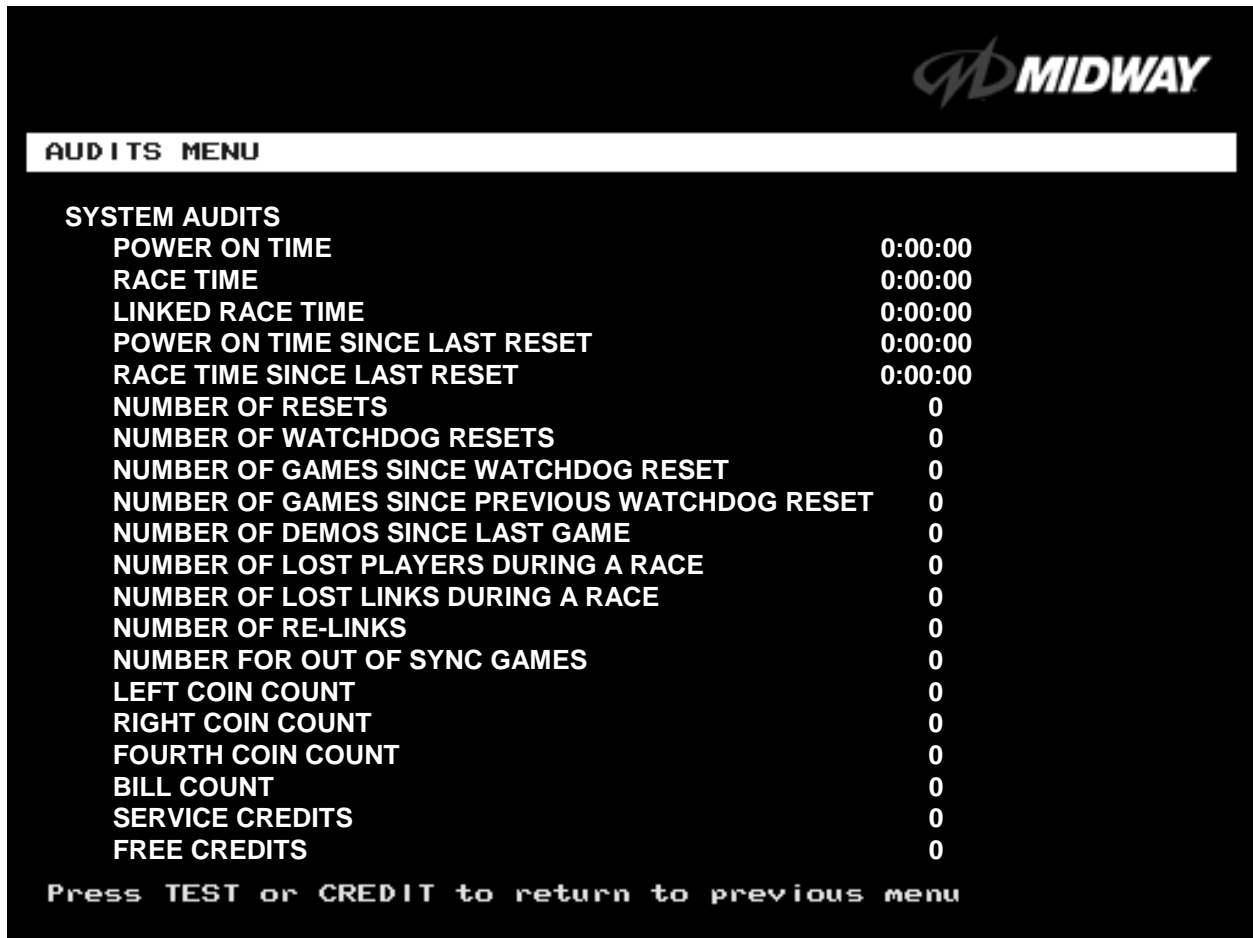 MIDWAY
AUDITS MENU
SYSTEM AUDITS
POWER ON TIME 0:00:00
RACE TIME 0:00:00
LINKED RACE TIME 0:00:00
POWER ON TIME SINCE LAST RESET 0:00:00
RACE TIME SINCE LAST RESET 0:00:00
NUMBER OF RESETS 0
NUMBER OF WATCHDOG RESETS 0
NUMBER OF GAMES SINCE WATCHDOG RESET 0
NUMBER OF GAMES SINCE PREVIOUS WATCHDOG RESET 0
NUMBER OF DEMOS SINCE LAST GAME 0
NUMBER OF LOST PLAYERS DURING A RACE 0
NUMBER OF LOST LINKS DURING A RACE 0
NUMBER OF RE-LINKS 0
NUMBER FOR OUT OF SYNC GAMES 0
LEFT COIN COUNT 0
RIGHT COIN COUNT 0
FOURTH COIN COUNT 0
BILL COUNT 0
SERVICE CREDITS 0
FREE CREDITS 0
Press TEST or CREDIT to return to previous menu